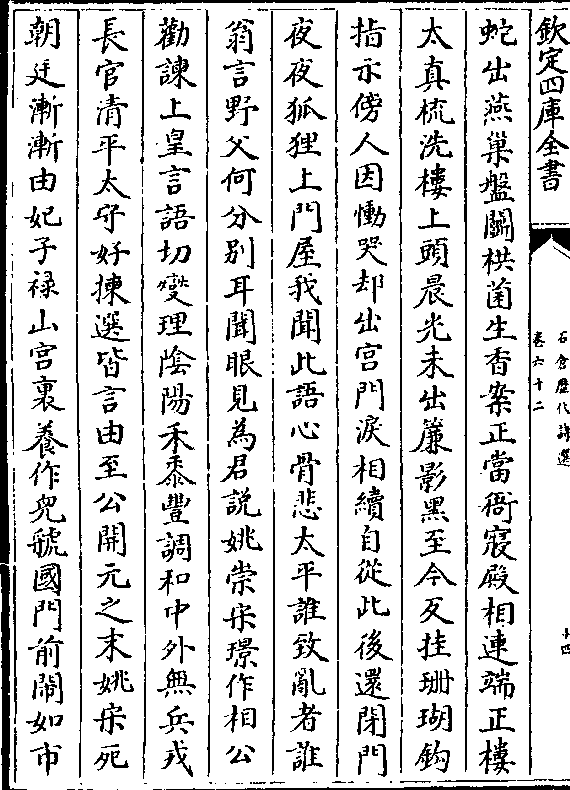 欽定四庫全書
石倉歷代詩選
卷六十二
十四
蛇出燕巢盤鬬栱菌生香案正當衙寢殿相連端正樓
太真梳洗樓上頭晨光未出簾影黑至今反挂珊瑚鈎
指示傍人因慟哭却出宫門淚相續自從此後還閉門
夜夜狐狸上門屋我聞此語心骨悲太平誰致亂者誰
翁言野父何分别耳聞眼見為君説姚崇宋璟作相公
勸諫上皇言語切燮理陰陽禾黍豐調和中外無兵戎
長官清平太守好揀選皆言由至公開元之末姚宋死
朝廷漸漸由妃子禄山宫裏養作兒虢國門前鬧如市